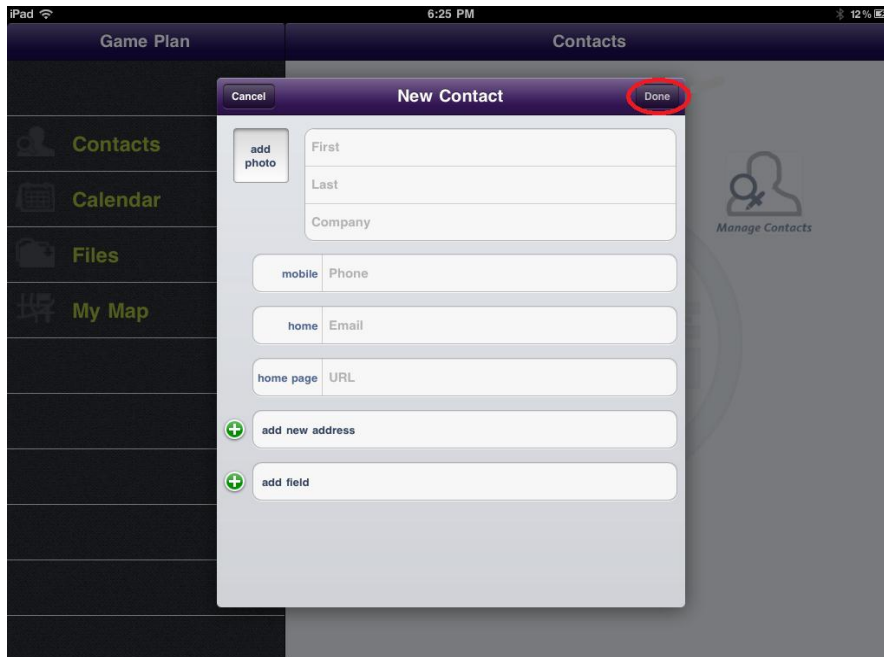 iPad 6:25 PM 12%
Game Plan Contacts
Cancel New Contact Done
add
photo
First
Last
Company
Contacts
Calendar
Files
My Map
mobile Phone
home Email
home page URL
add new address
add field
Manage Contacts